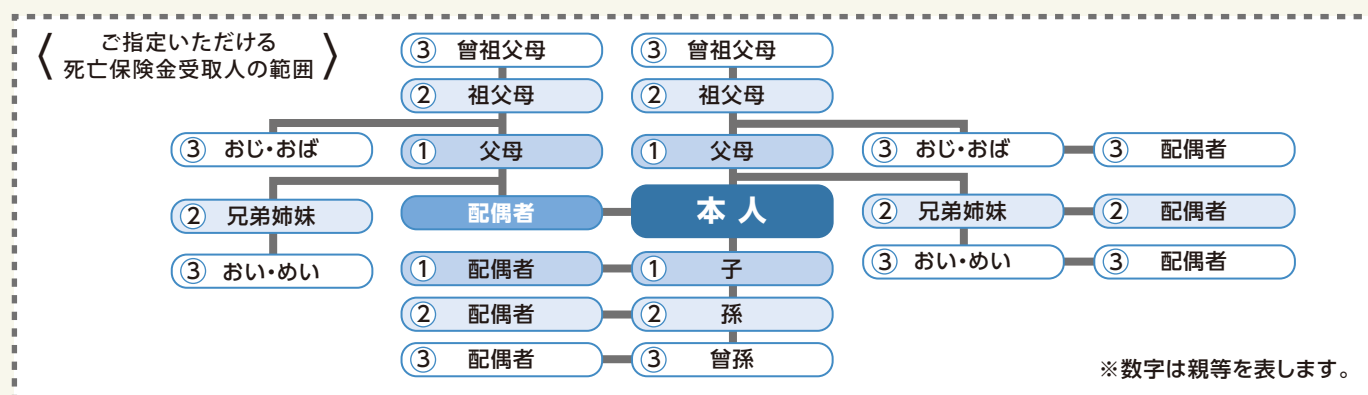 〈 ご指定いただける
死亡保険金受取人の範囲 〉
③ 曾祖父母
③ 曾祖父母
② 祖父母
② 祖父母
③ おじ・おば
① 父母
① 父母
③ おじ・おば
③ 配偶者
② 兄弟姉妹
配偶者
本人
② 兄弟姉妹
② 配偶者
③ おい・めい
① 配偶者
① 子
③ おい・めい
③ 配偶者
② 配偶者
② 孫
③ 配偶者
③ 曾孫
※数字は親等を表します。